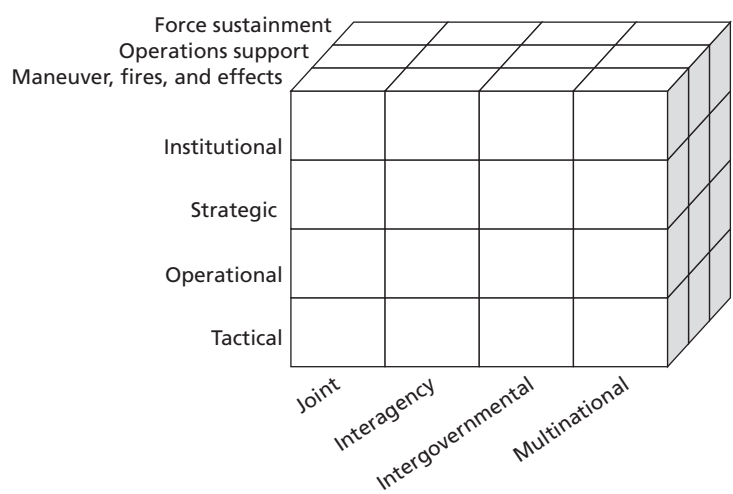 Force sustainment
Operations support
Maneuver, fires, and effects
Institutional
Strategic
Operational
Tactical
Joint
Interagency
Intergovernmental
Multinational